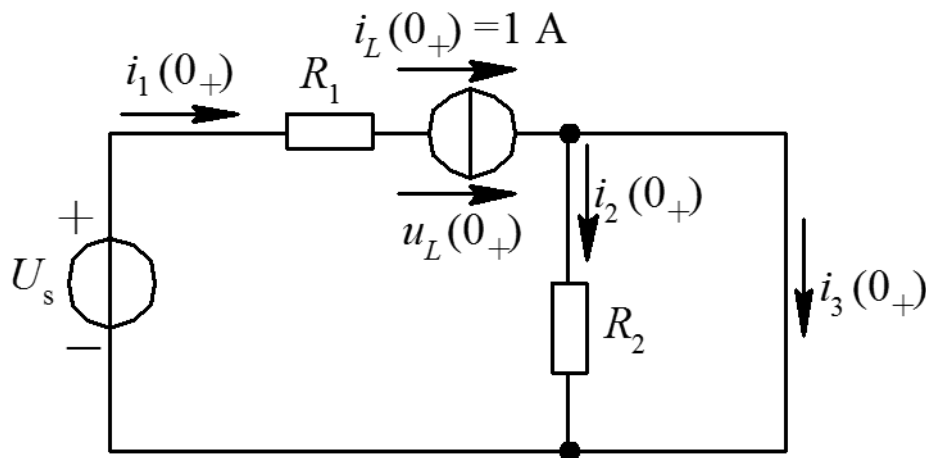 i_L(0_+)=1 A
i_1(0_+)
R_1
u_L(0_+)
i_2(0_+)
+
U_s
−
R_2
i_3(0_+)